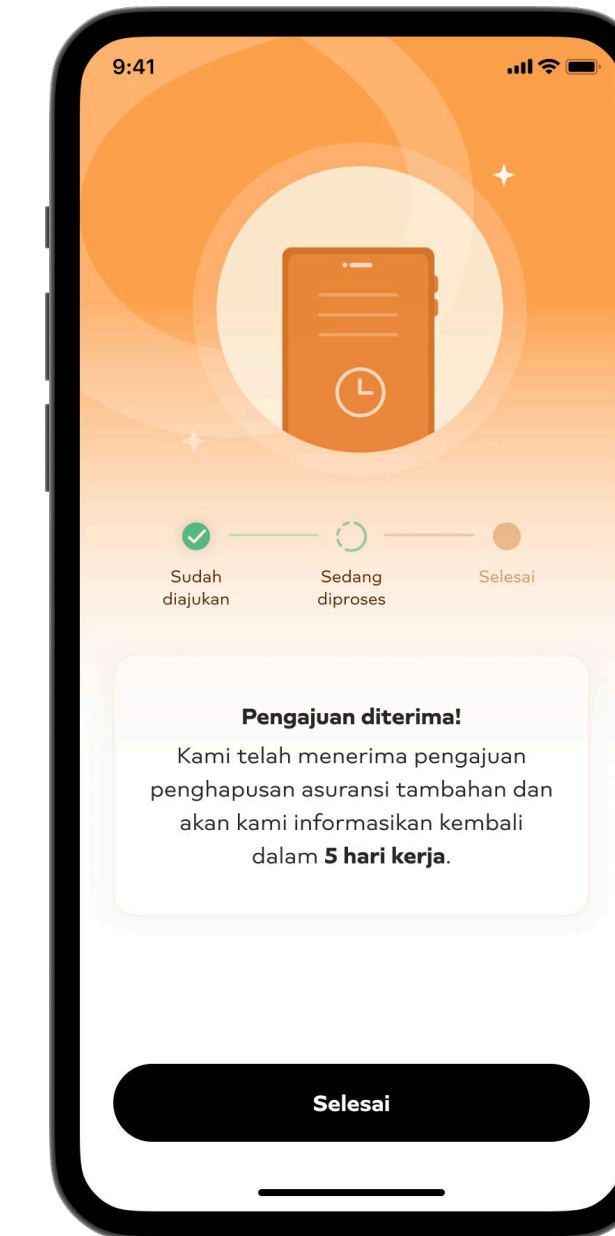 9:41
Sudah
diajukan
Sedang
diproses
Selesai
Pengajuan diterima!
Kami telah menerima pengajuan
penghapusan asuransi tambahan dan
akan kami informasikan kembali
dalam 5 hari kerja.
Selesai